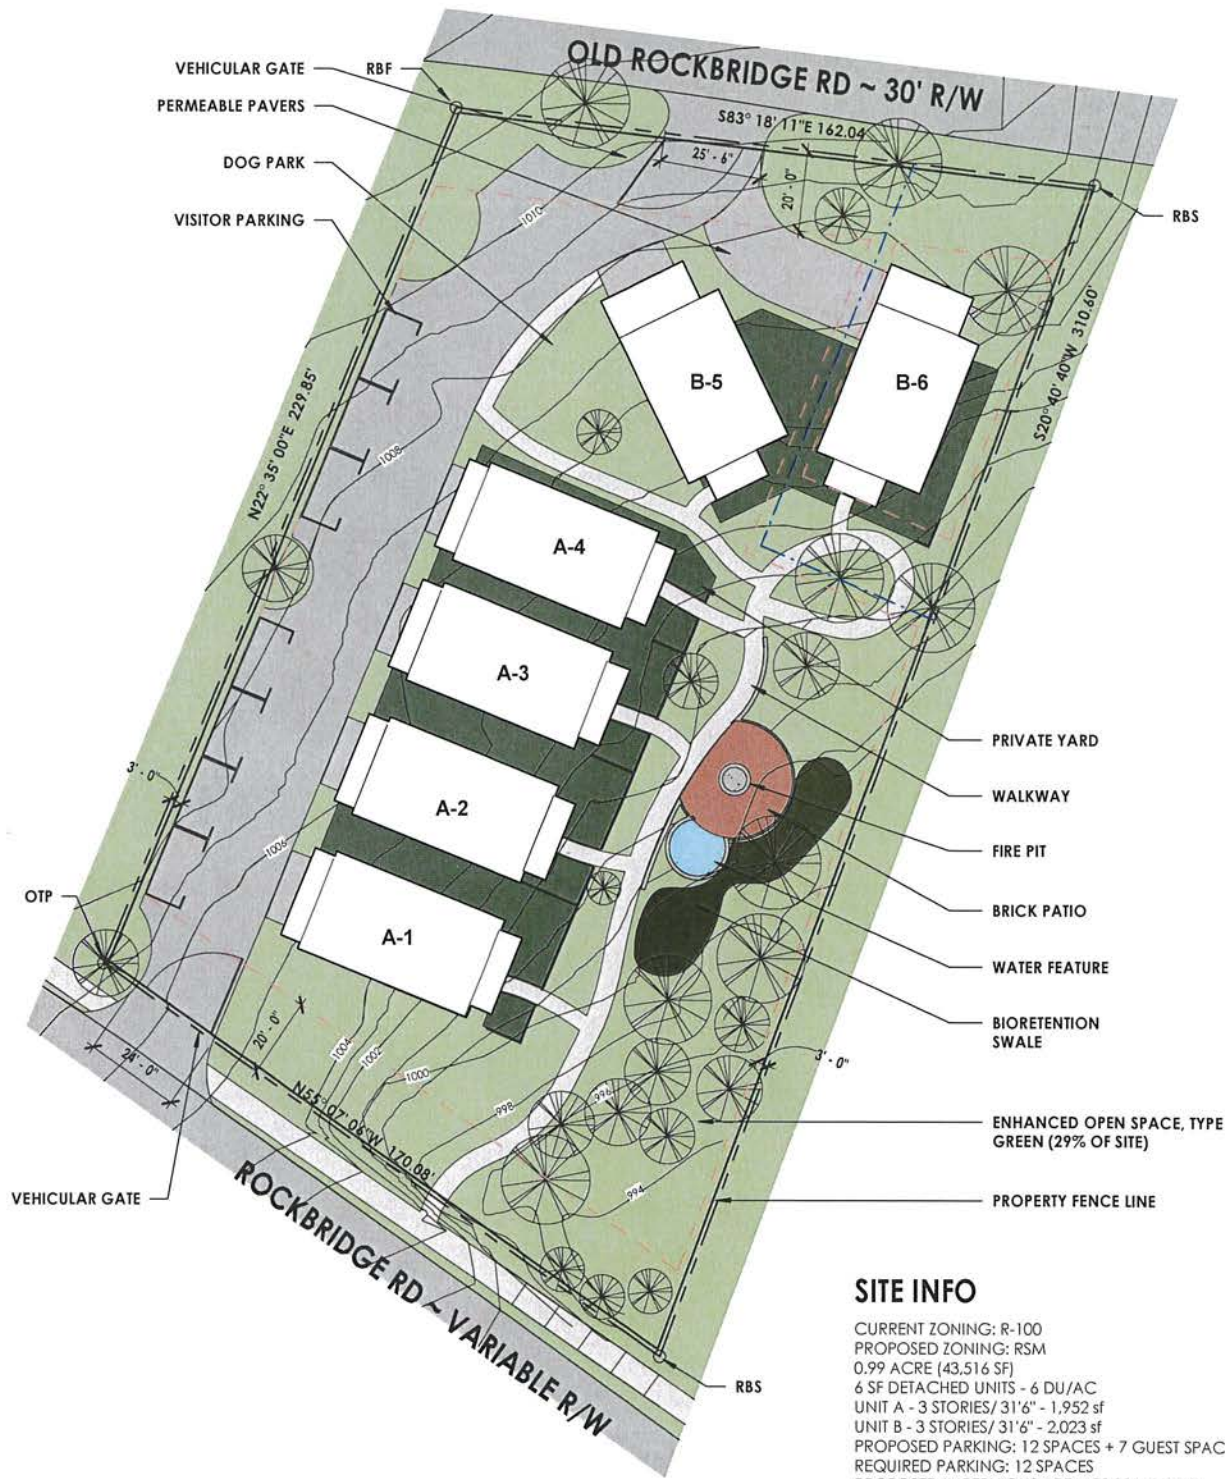 OLD ROCKBRIDGE RD ~ 30' R/W
VEHICULAR GATE
RBF
PERMEABLE PAVERS
S83° 18' 11"E 162.04
25' - 6"
DOG PARK
20' - 0"
VISITOR PARKING
1010
RBS
B-5
B-6
S20° 40' 40"W 310.60'
N22° 35' 00"E 229.85'
1008
A-4
A-3
PRIVATE YARD
3' - 0"
WALKWAY
A-2
1006
FIRE PIT
OTP
BRICK PATIO
A-1
WATER FEATURE
BIORETENTION
SWALE
20' - 0"
1004
1002
1000
3' - 0"
24' - 0"
998
996
ENHANCED OPEN SPACE, TYPE
GREEN (29% OF SITE)
N55° 07' 06"W 170.08'
994
VEHICULAR GATE
PROPERTY FENCE LINE
ROCKBRIDGE RD ~ VARIABLE R/W
RBS
SITE INFO
CURRENT ZONING: R-100
PROPOSED ZONING: RSM
0.99 ACRE (43,516 SF)
6 SF DETACHED UNITS - 6 DU/AC
UNIT A - 3 STORIES/ 31'6" - 1,952 sf
UNIT B - 3 STORIES/ 31'6" - 2,023 sf
PROPOSED PARKING: 12 SPACES + 7 GUEST SPAC
REQUIRED PARKING: 12 SPACES